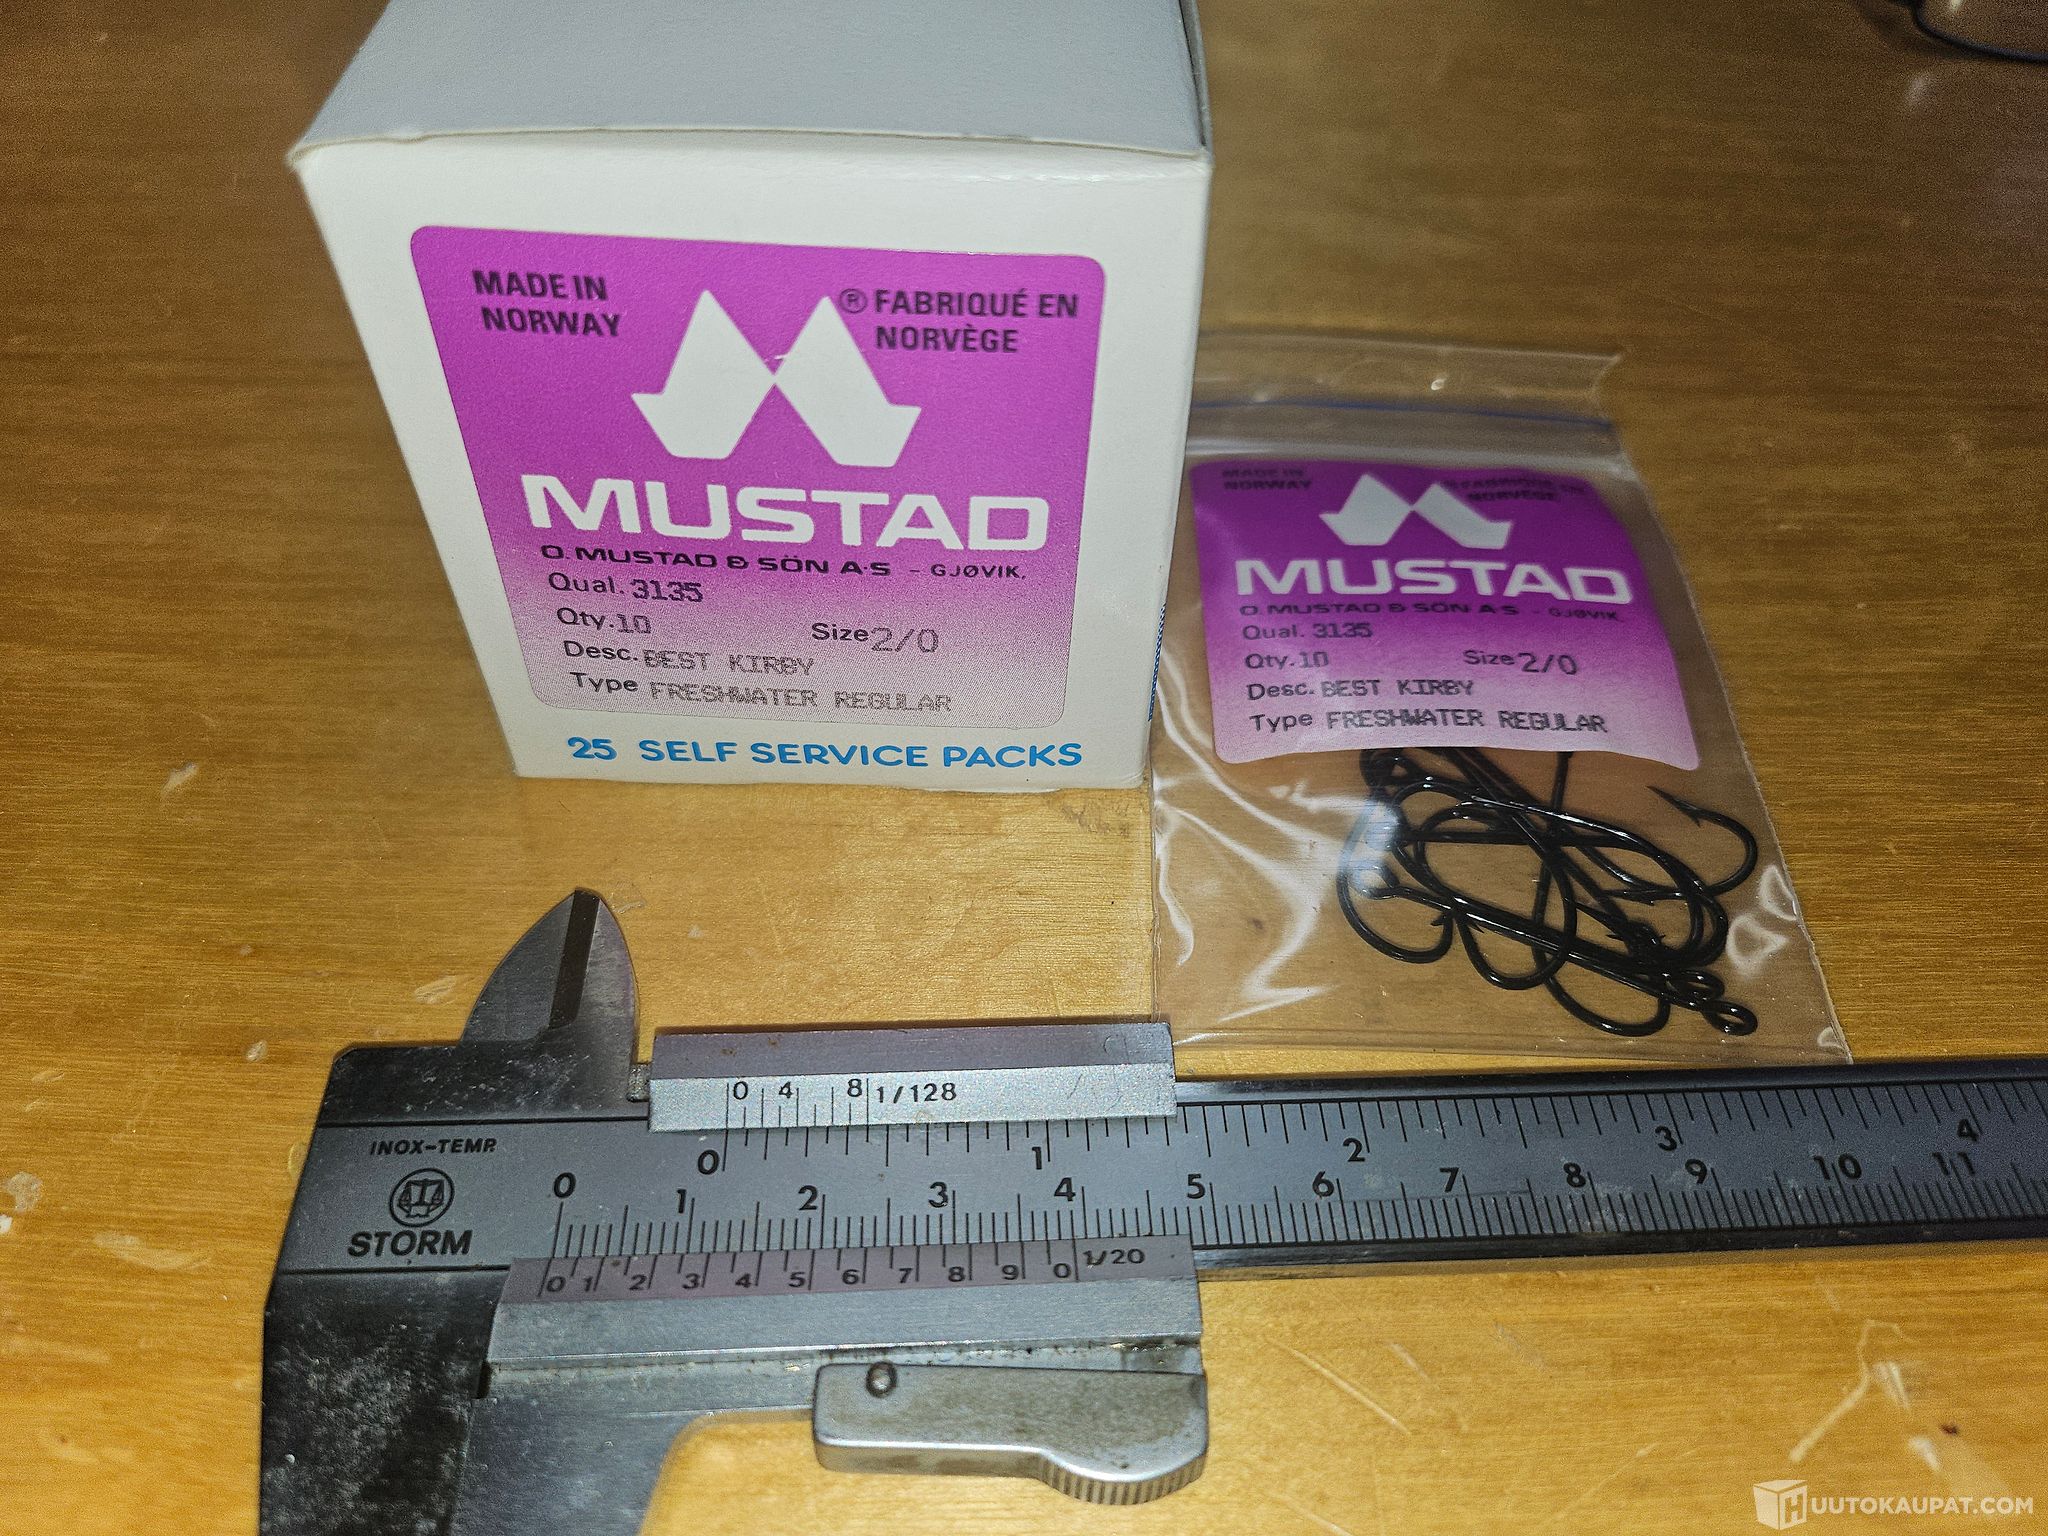 MADE IN
NORWAY
® FABRIQUÉ EN
NORVÈGE
MUSTAD
O. MUSTAD & SÖN A·S – GJØVIK.
Qual. 3135
Qty. 10 Size 2/0
Desc. BEST KIRBY
Type FRESHWATER REGULAR
25 SELF SERVICE PACKS
MADE IN
NORWAY
FABRIQUÉ EN
NORVÈGE
MUSTAD
O. MUSTAD & SÖN A·S – GJØVIK.
Qual. 3135
Qty. 10 Size 2/0
Desc. BEST KIRBY
Type FRESHWATER REGULAR
0 4 8 1/128
INOX-TEMP.
STORM
0 1 2 3 4
0 1 2 3 4 5 6 7 8 9 10 11
0 1 2 3 4 5 6 7 8 9 0 1/20
HUUTOKAUPAT.COM